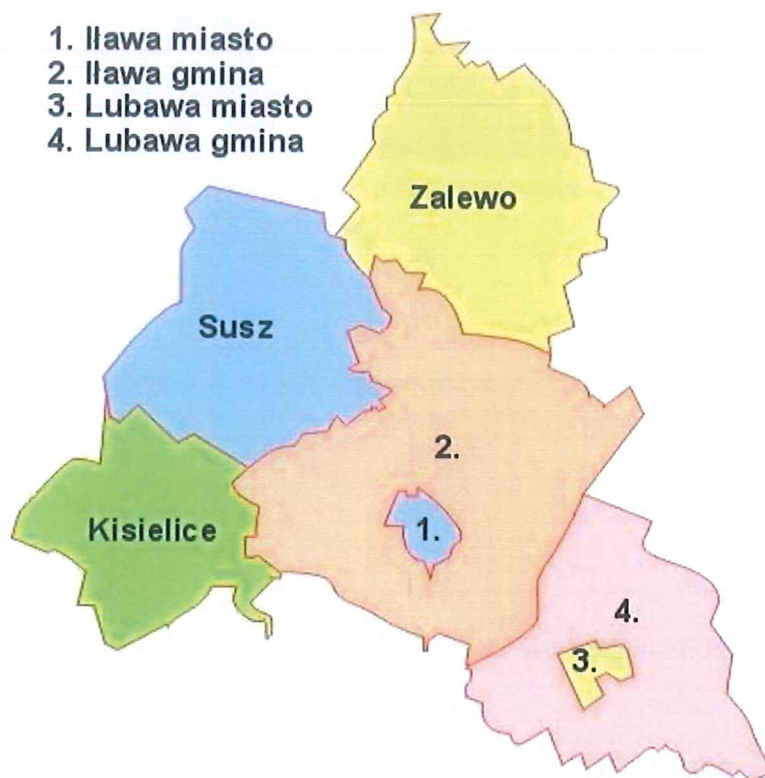 1. Iława miasto
2. Iława gmina
3. Lubawa miasto
4. Lubawa gmina
Zalewo
Susz
2.
Kisielice
1.
4.
3.